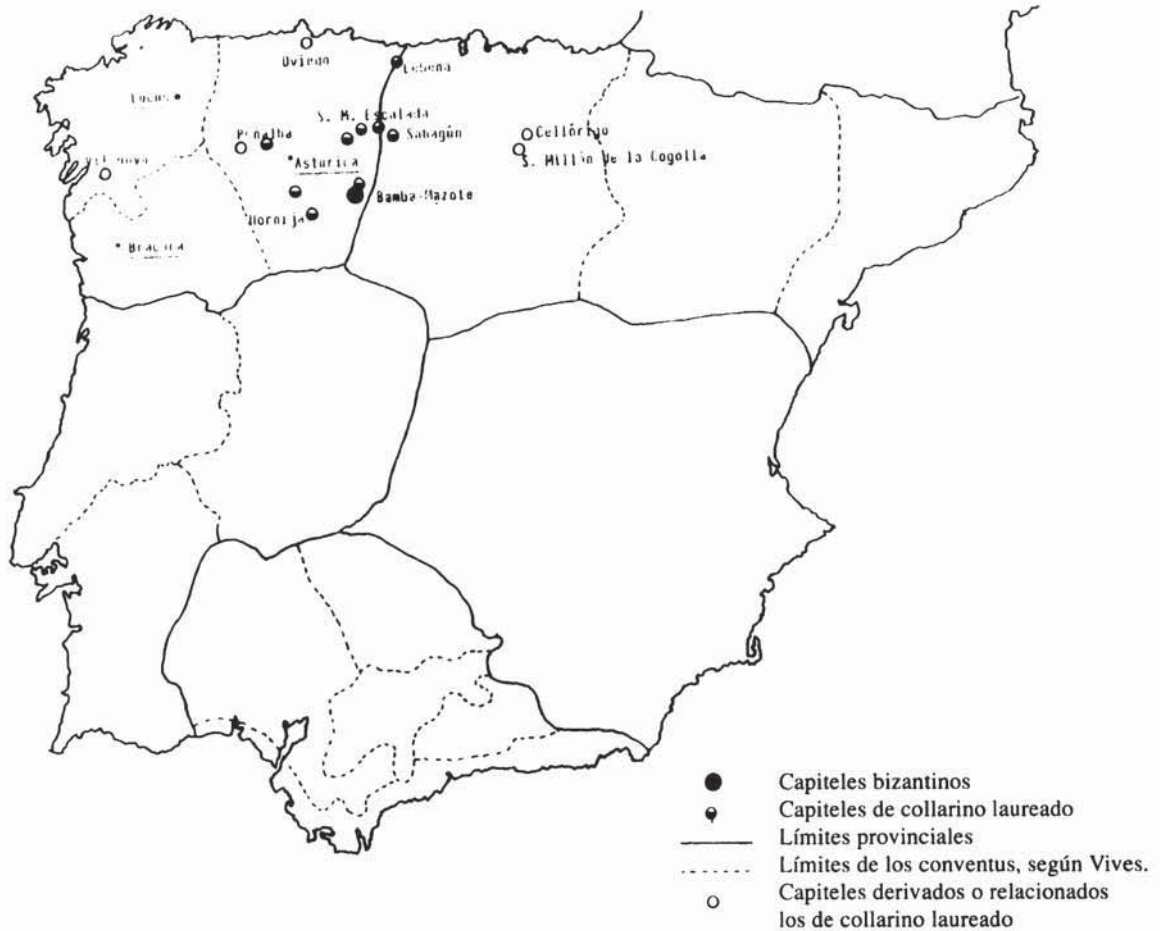 Oviedo
Lebena
Lucus
S. M. Escalada
Penalba
Sahagún
Cellórigo
S. Millán de la Cogolla
Asturica
Bamba-Mazote
Hornija
Bracara
Capiteles bizantinos
Capiteles de collarino laureado
Límites provinciales
Límites de los conventus, según Vives.
Capiteles derivados o relacionados
los de collarino laureado